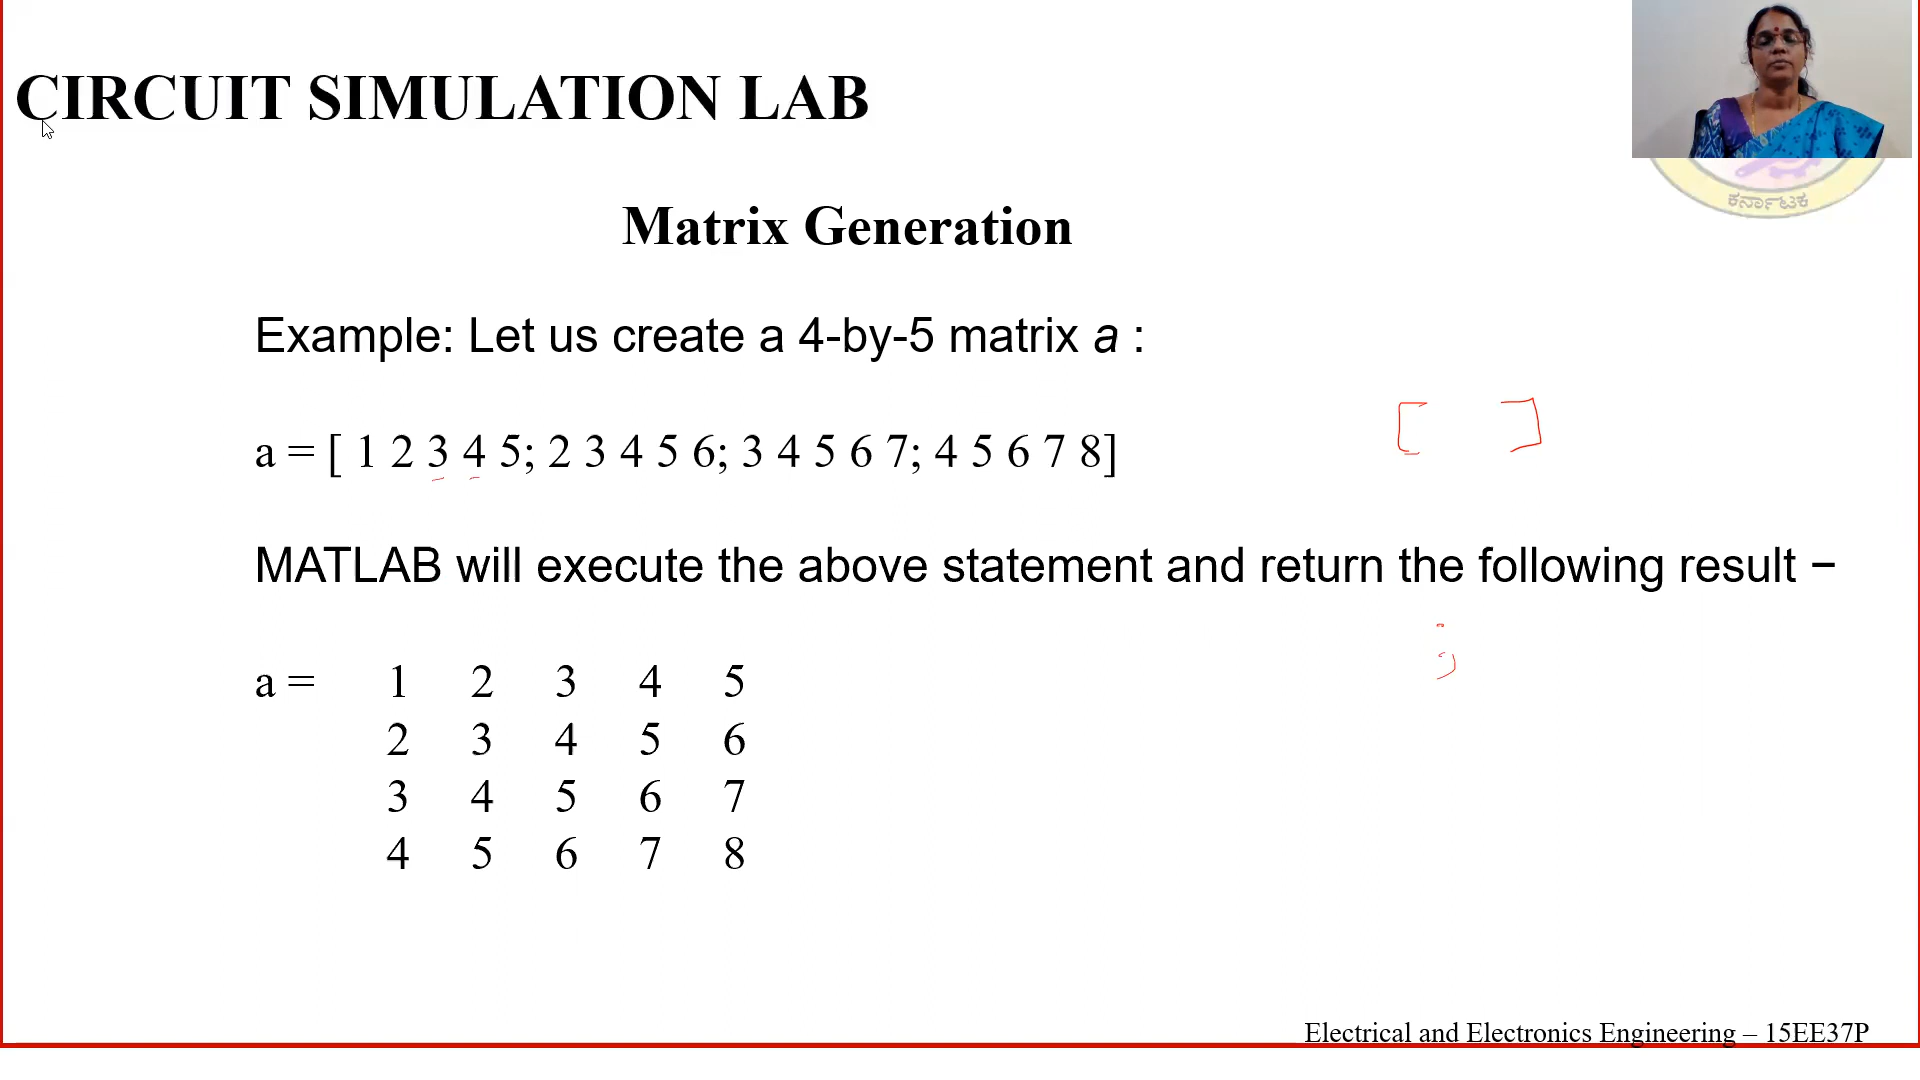 CIRCUIT SIMULATION LAB
ಕರ್ನಾಟಕ
Matrix Generation
Example: Let us create a 4-by-5 matrix a :
a = [ 1 2 3 4 5; 2 3 4 5 6; 3 4 5 6 7; 4 5 6 7 8]
[ ]
MATLAB will execute the above statement and return the following result −
;
a = 1 2 3 4 5
2 3 4 5 6
3 4 5 6 7
4 5 6 7 8
Electrical and Electronics Engineering – 15EE37P